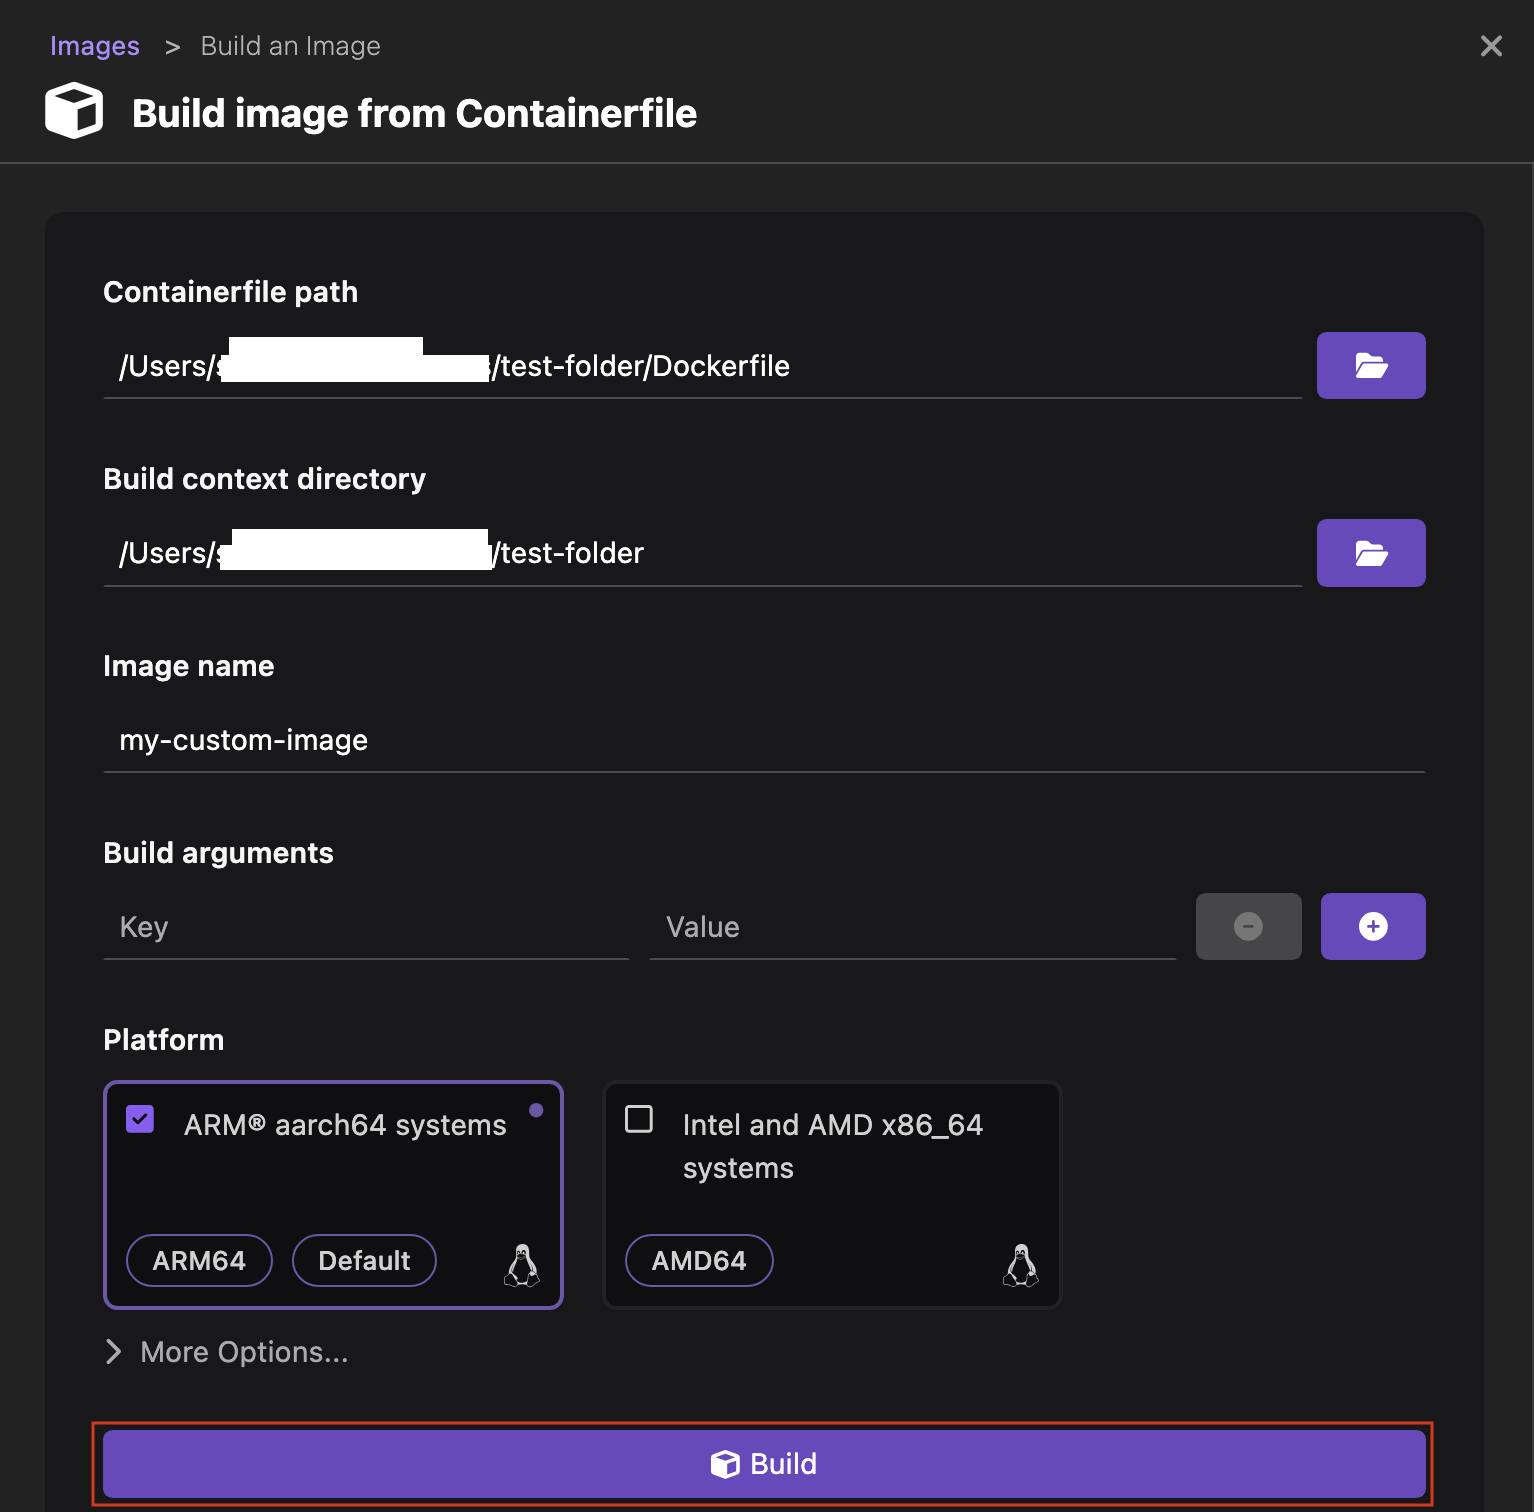 Images > Build an Image
Build image from Containerfile
Containerfile path
/Users/ /test-folder/Dockerfile
Build context directory
/Users/ /test-folder
Image name
my-custom-image
Build arguments
Key Value
Platform
ARM® aarch64 systems
ARM64 Default
Intel and AMD x86_64
systems
AMD64
More Options...
Build